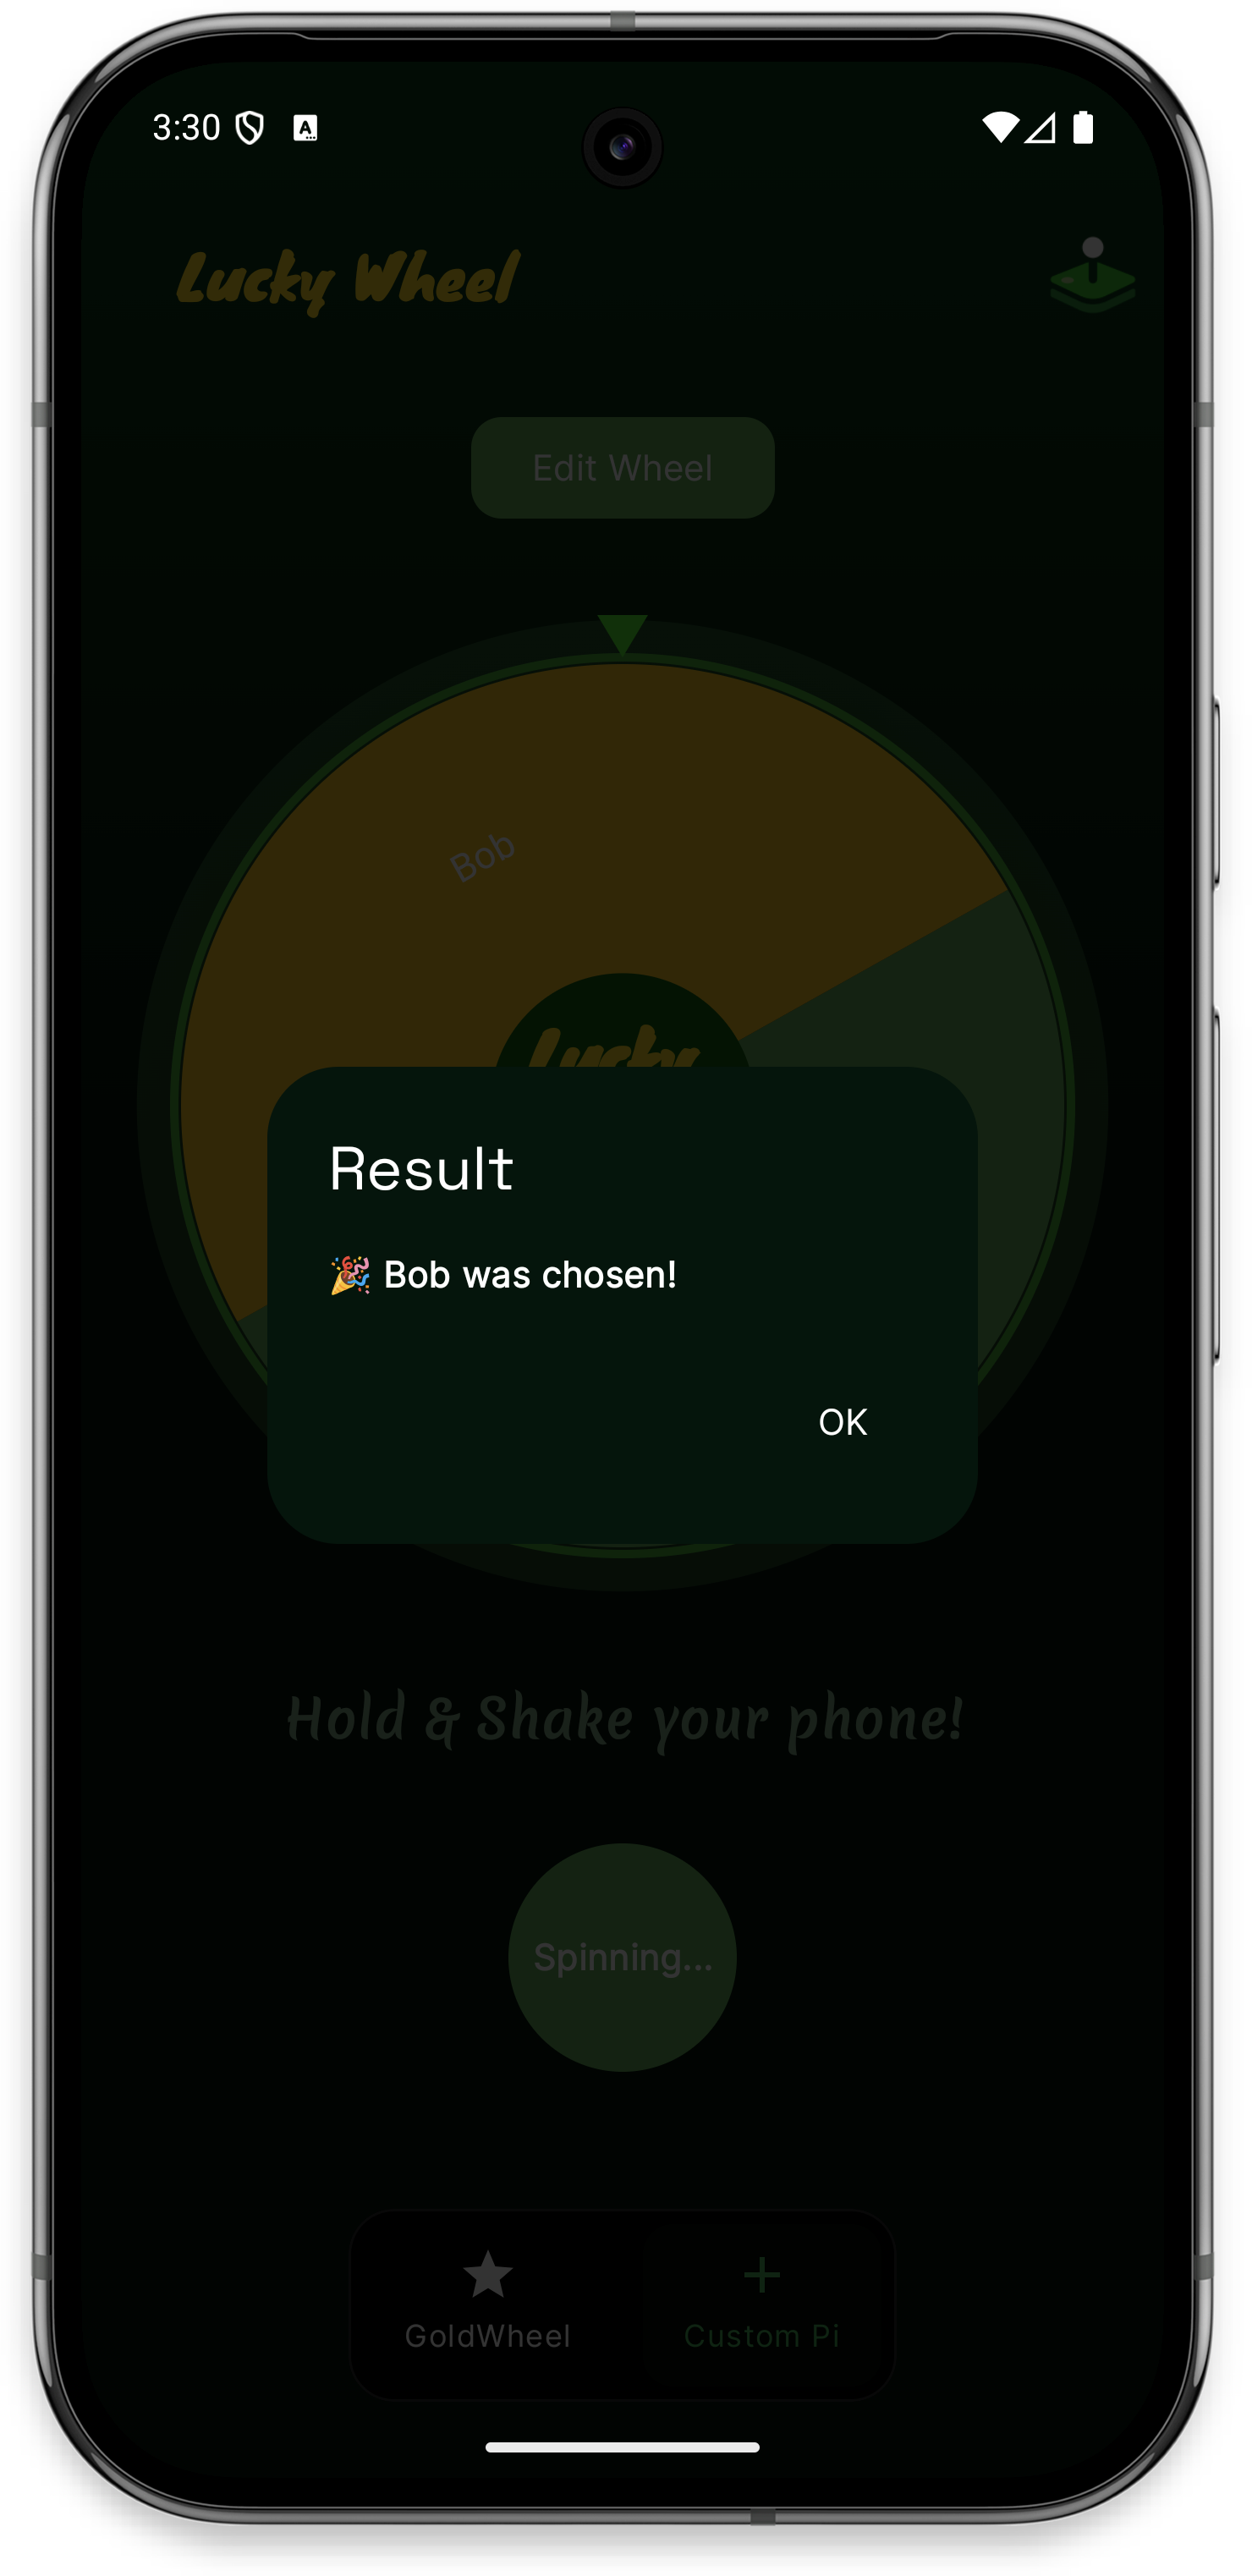 3:30
Lucky Wheel
Edit Wheel
Bob
Lucky
Result
🎉 Bob was chosen!
OK
Hold & Shake your phone!
Spinning...
GoldWheel
Custom Pi